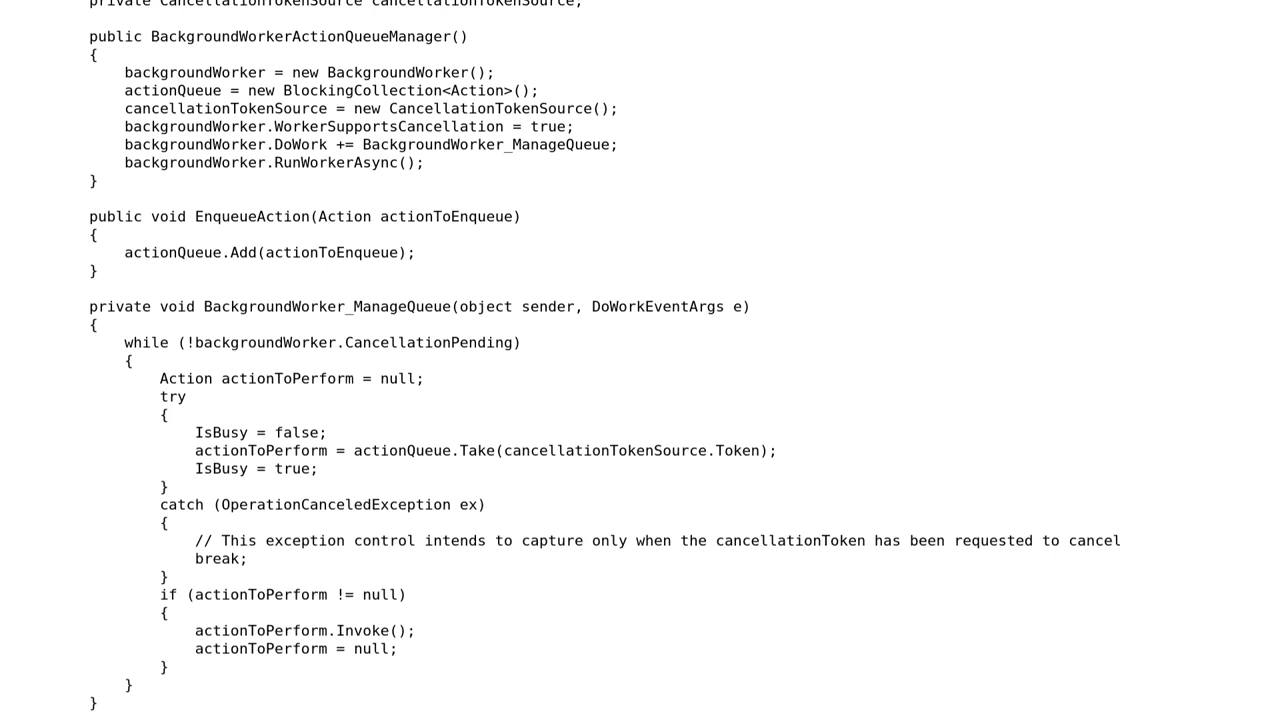 private CancellationTokenSource cancellationTokenSource;
public BackgroundWorkerActionQueueManager()
{
backgroundWorker = new BackgroundWorker();
actionQueue = new BlockingCollection<Action>();
cancellationTokenSource = new CancellationTokenSource();
backgroundWorker.WorkerSupportsCancellation = true;
backgroundWorker.DoWork += BackgroundWorker_ManageQueue;
backgroundWorker.RunWorkerAsync();
}
public void EnqueueAction(Action actionToEnqueue)
{
actionQueue.Add(actionToEnqueue);
}
private void BackgroundWorker_ManageQueue(object sender, DoWorkEventArgs e)
{
while (!backgroundWorker.CancellationPending)
{
Action actionToPerform = null;
try
{
IsBusy = false;
actionToPerform = actionQueue.Take(cancellationTokenSource.Token);
IsBusy = true;
}
catch (OperationCanceledException ex)
{
// This exception control intends to capture only when the cancellationToken has been requested to cancel
break;
}
if (actionToPerform != null)
{
actionToPerform.Invoke();
actionToPerform = null;
}
}
}